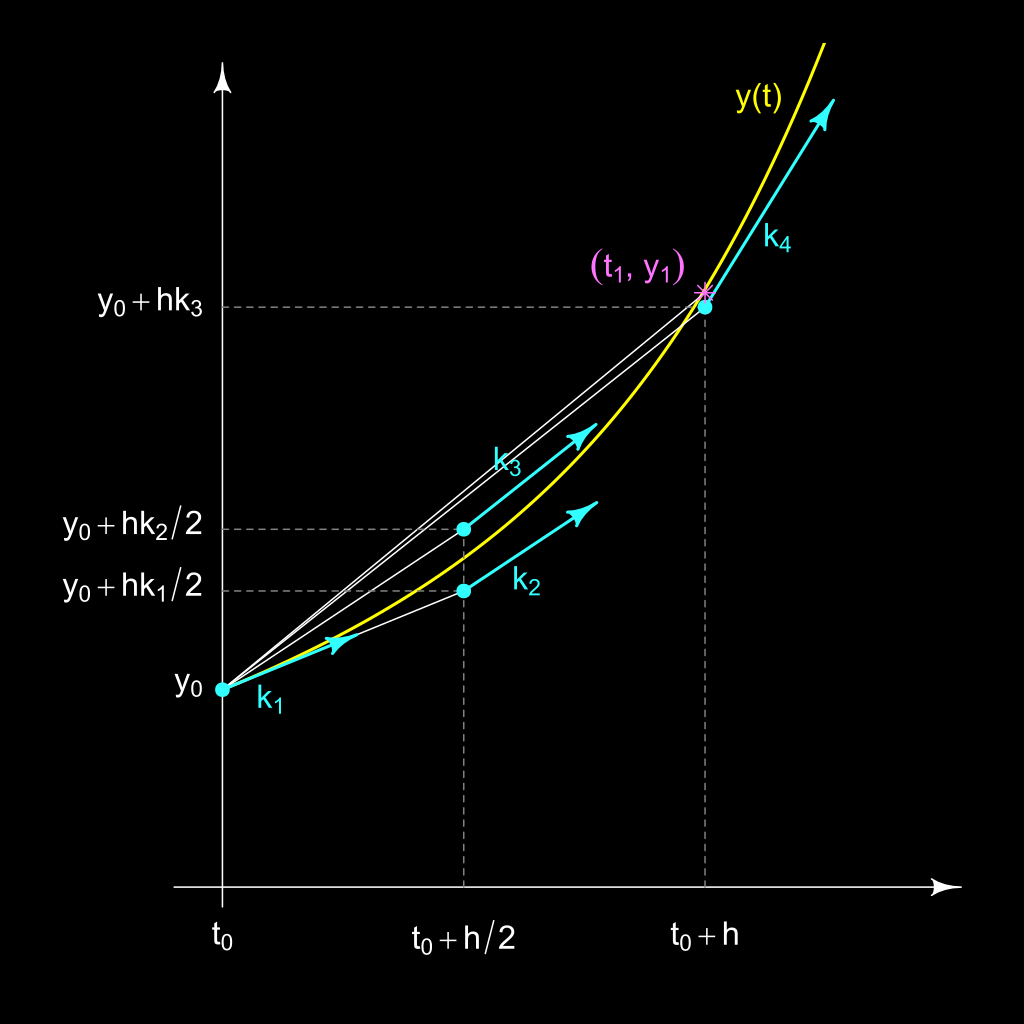 y(t)
k₄
(t₁, y₁)
y₀+hk₃
k₃
y₀+hk₂/2
k₂
y₀+hk₁/2
y₀
k₁
t₀
t₀+h/2
t₀+h